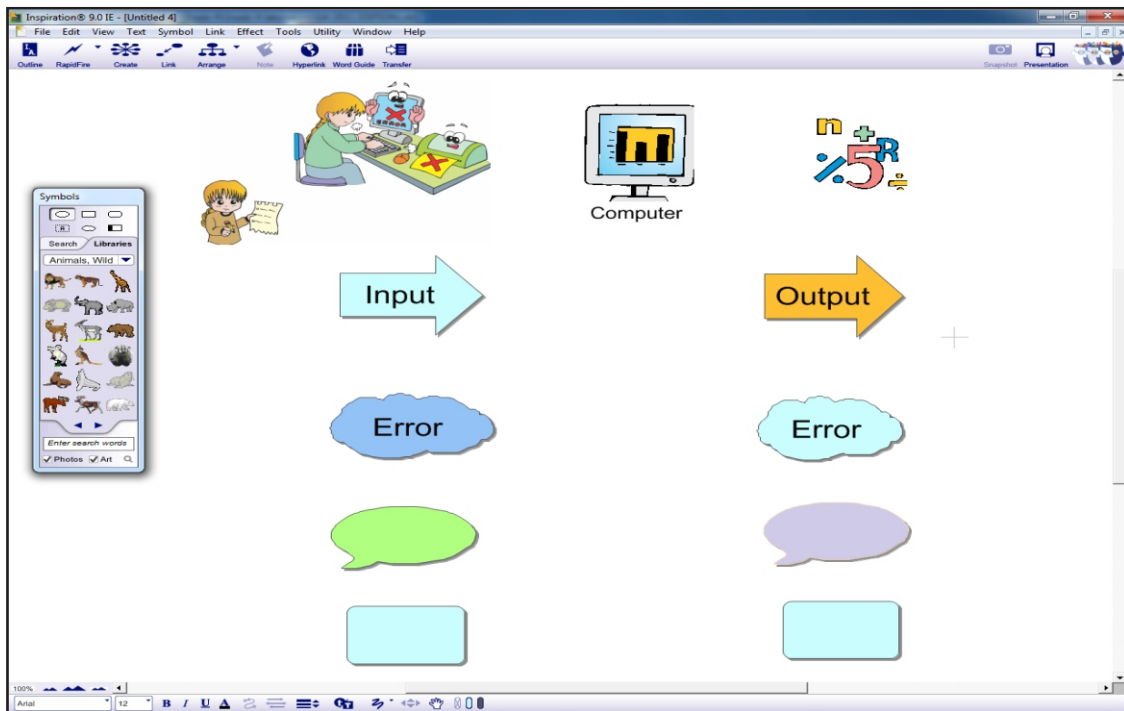 Inspiration® 9.0 IE - [Untitled 4]
File Edit View Text Symbol Link Effect Tools Utility Window Help
Outline RapidFire Create Link Arrange Note Hyperlink Word Guide Transfer Snapshot Presentation
ERROR
Computer
n + R
% 5 ÷
Symbols
Search Libraries
Animals, Wild
Enter search words
Photos Art
Input
Output
Error
Error
100%
Arial 12 B I U A